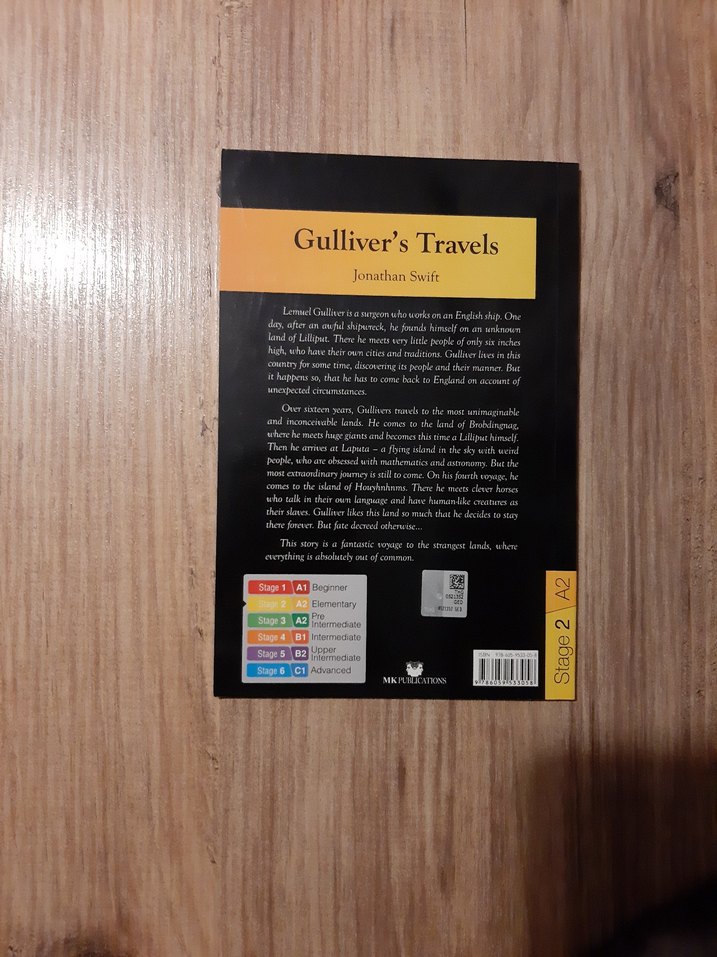 Gulliver's Travels
Jonathan Swift
Lemuel Gulliver is a surgeon who works on an English ship. One
day, after an awful shipwreck, he founds himself on an unknown
land of Lilliput. There he meets very little people of only six inches
high, who have their own cities and traditions. Gulliver lives in this
country for some time, discovering its people and their manner. But
it happens so, that he has to come back to England on account of
unexpected circumstances.
Over sixteen years, Gullivers travels to the most unimaginable
and inconceivable lands. He comes to the land of Brobdingnag,
where he meets huge giants and becomes this time a Lilliput himself.
Then he arrives at Laputa – a flying island in the sky with weird
people, who are obsessed with mathematics and astronomy. But the
most extraordinary journey is still to come. On his fourth voyage, he
comes to the island of Houyhnhnms. There he meets clever horses
who talk in their own language and have human-like creatures as
their slaves. Gulliver likes this land so much that he decides to stay
there forever. But fate decreed otherwise...
This story is a fantastic voyage to the strangest lands, where
everything is absolutely out of common.
Stage 1 A1 Beginner
Stage 2 A2 Elementary
Stage 3 A2 Pre Intermediate
Stage 4 B1 Intermediate
Stage 5 B2 Upper Intermediate
Stage 6 C1 Advanced
MK PUBLICATIONS
9786059533058
Stage 2 A2